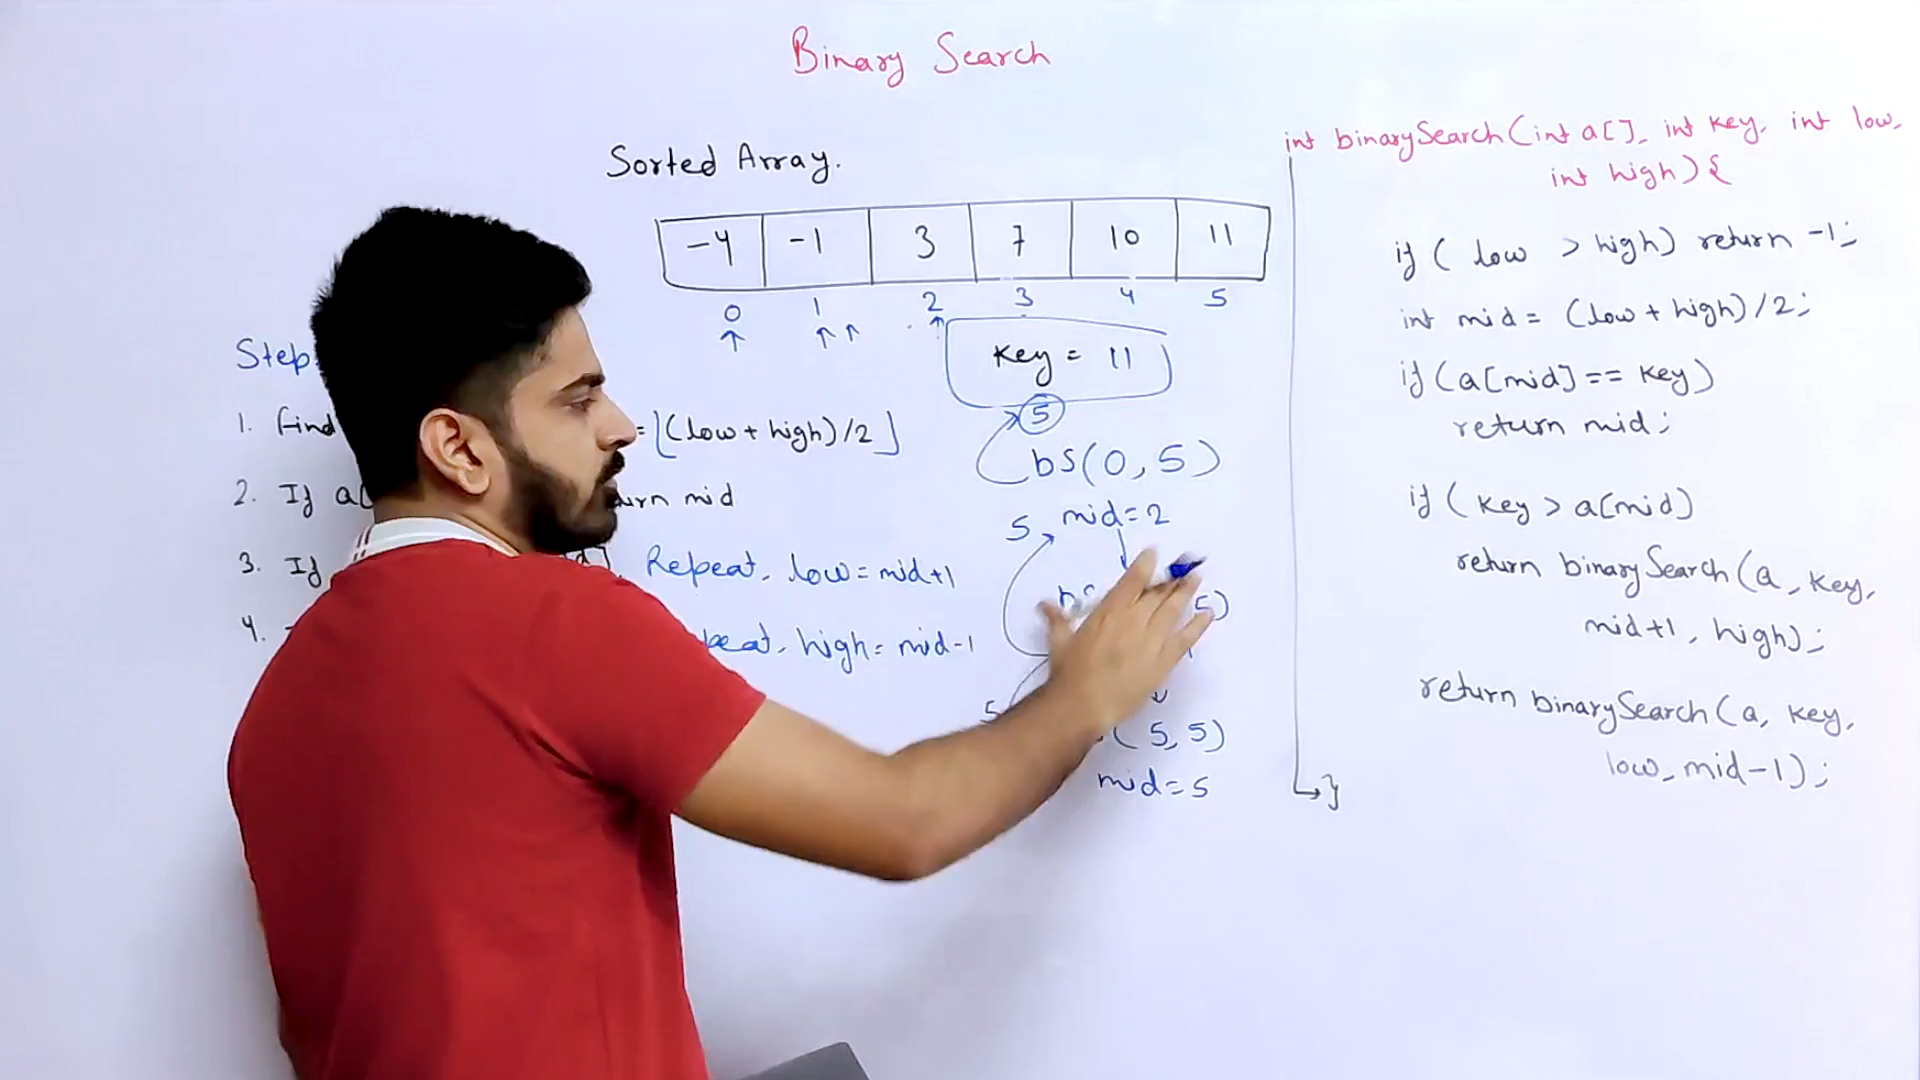 Binary Search
Sorted Array.
-4 -1 3 7 10 11
0 1 2 3 4 5
Key = 11
Step
1. Find = ⌊(low + high)/2⌋
2. If a[ mid
3. If Repeat, low = mid+1
4. high = mid-1
5
bs(0, 5)
5 mid=2
5)
5
(5, 5)
mid=5
int binarySearch(int a[], int key, int low,
int high){
if ( low > high) return -1;
int mid = (low + high)/2;
if (a[mid] == key)
return mid;
if ( key > a[mid)
return binarySearch(a, key,
mid+1, high);
return binarySearch(a, key,
low, mid-1);
}